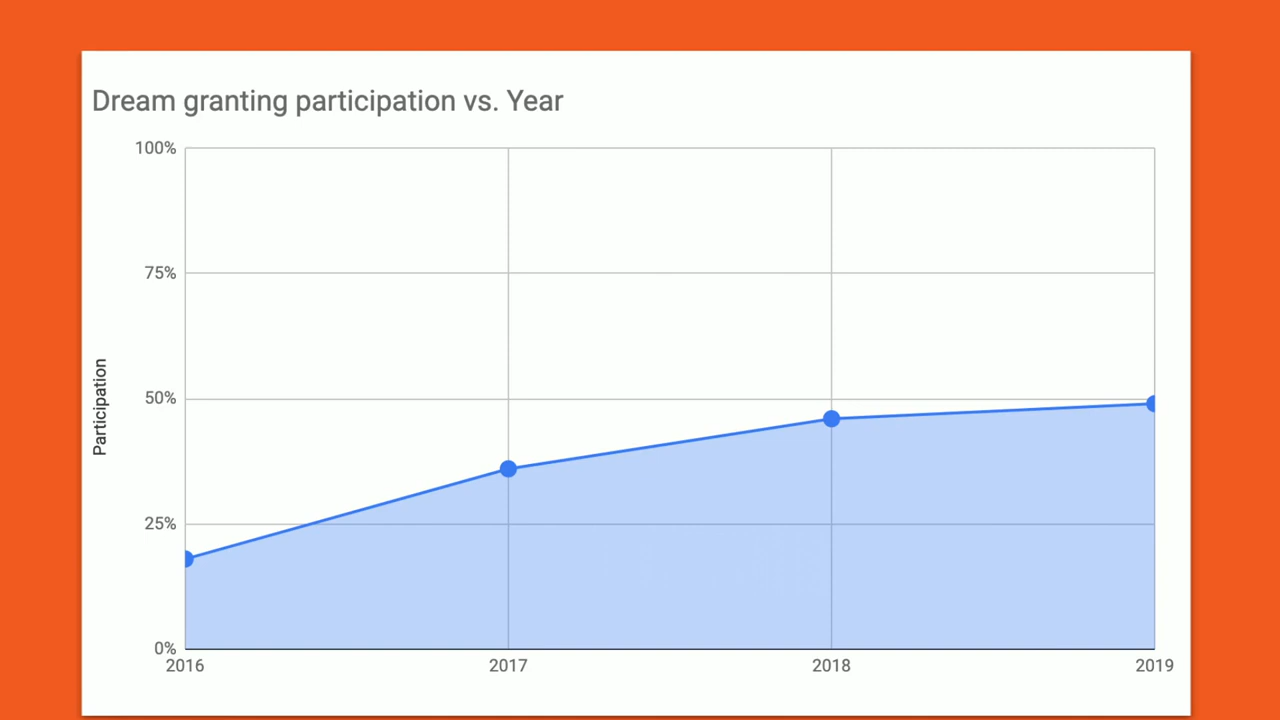 Dream granting participation vs. Year
100%
75%
50%
25%
0%
Participation
2016 2017 2018 2019